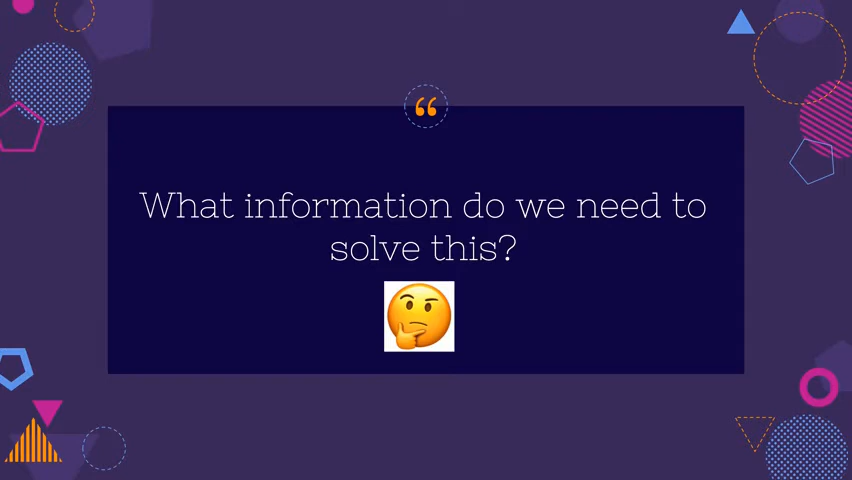 “
What information do we need to
solve this?